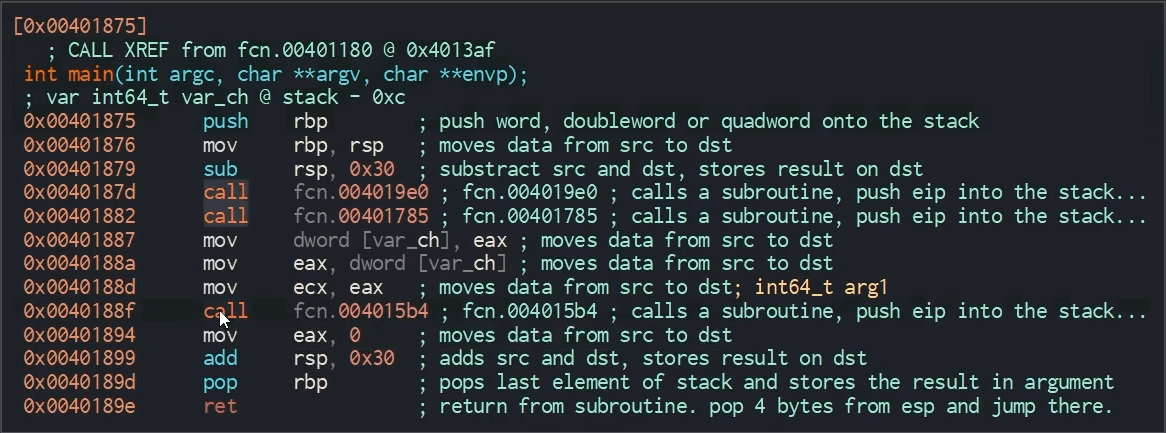 [0x00401875]
; CALL XREF from fcn.00401180 @ 0x4013af
int main(int argc, char **argv, char **envp);
; var int64_t var_ch @ stack - 0xc
0x00401875 push rbp ; push word, doubleword or quadword onto the stack
0x00401876 mov rbp, rsp ; moves data from src to dst
0x00401879 sub rsp, 0x30 ; substract src and dst, stores result on dst
0x0040187d call fcn.004019e0 ; fcn.004019e0 ; calls a subroutine, push eip into the stack...
0x00401882 call fcn.00401785 ; fcn.00401785 ; calls a subroutine, push eip into the stack...
0x00401887 mov dword [var_ch], eax ; moves data from src to dst
0x0040188a mov eax, dword [var_ch] ; moves data from src to dst
0x0040188d mov ecx, eax ; moves data from src to dst; int64_t arg1
0x0040188f call fcn.004015b4 ; fcn.004015b4 ; calls a subroutine, push eip into the stack...
0x00401894 mov eax, 0 ; moves data from src to dst
0x00401899 add rsp, 0x30 ; adds src and dst, stores result on dst
0x0040189d pop rbp ; pops last element of stack and stores the result in argument
0x0040189e ret ; return from subroutine. pop 4 bytes from esp and jump there.